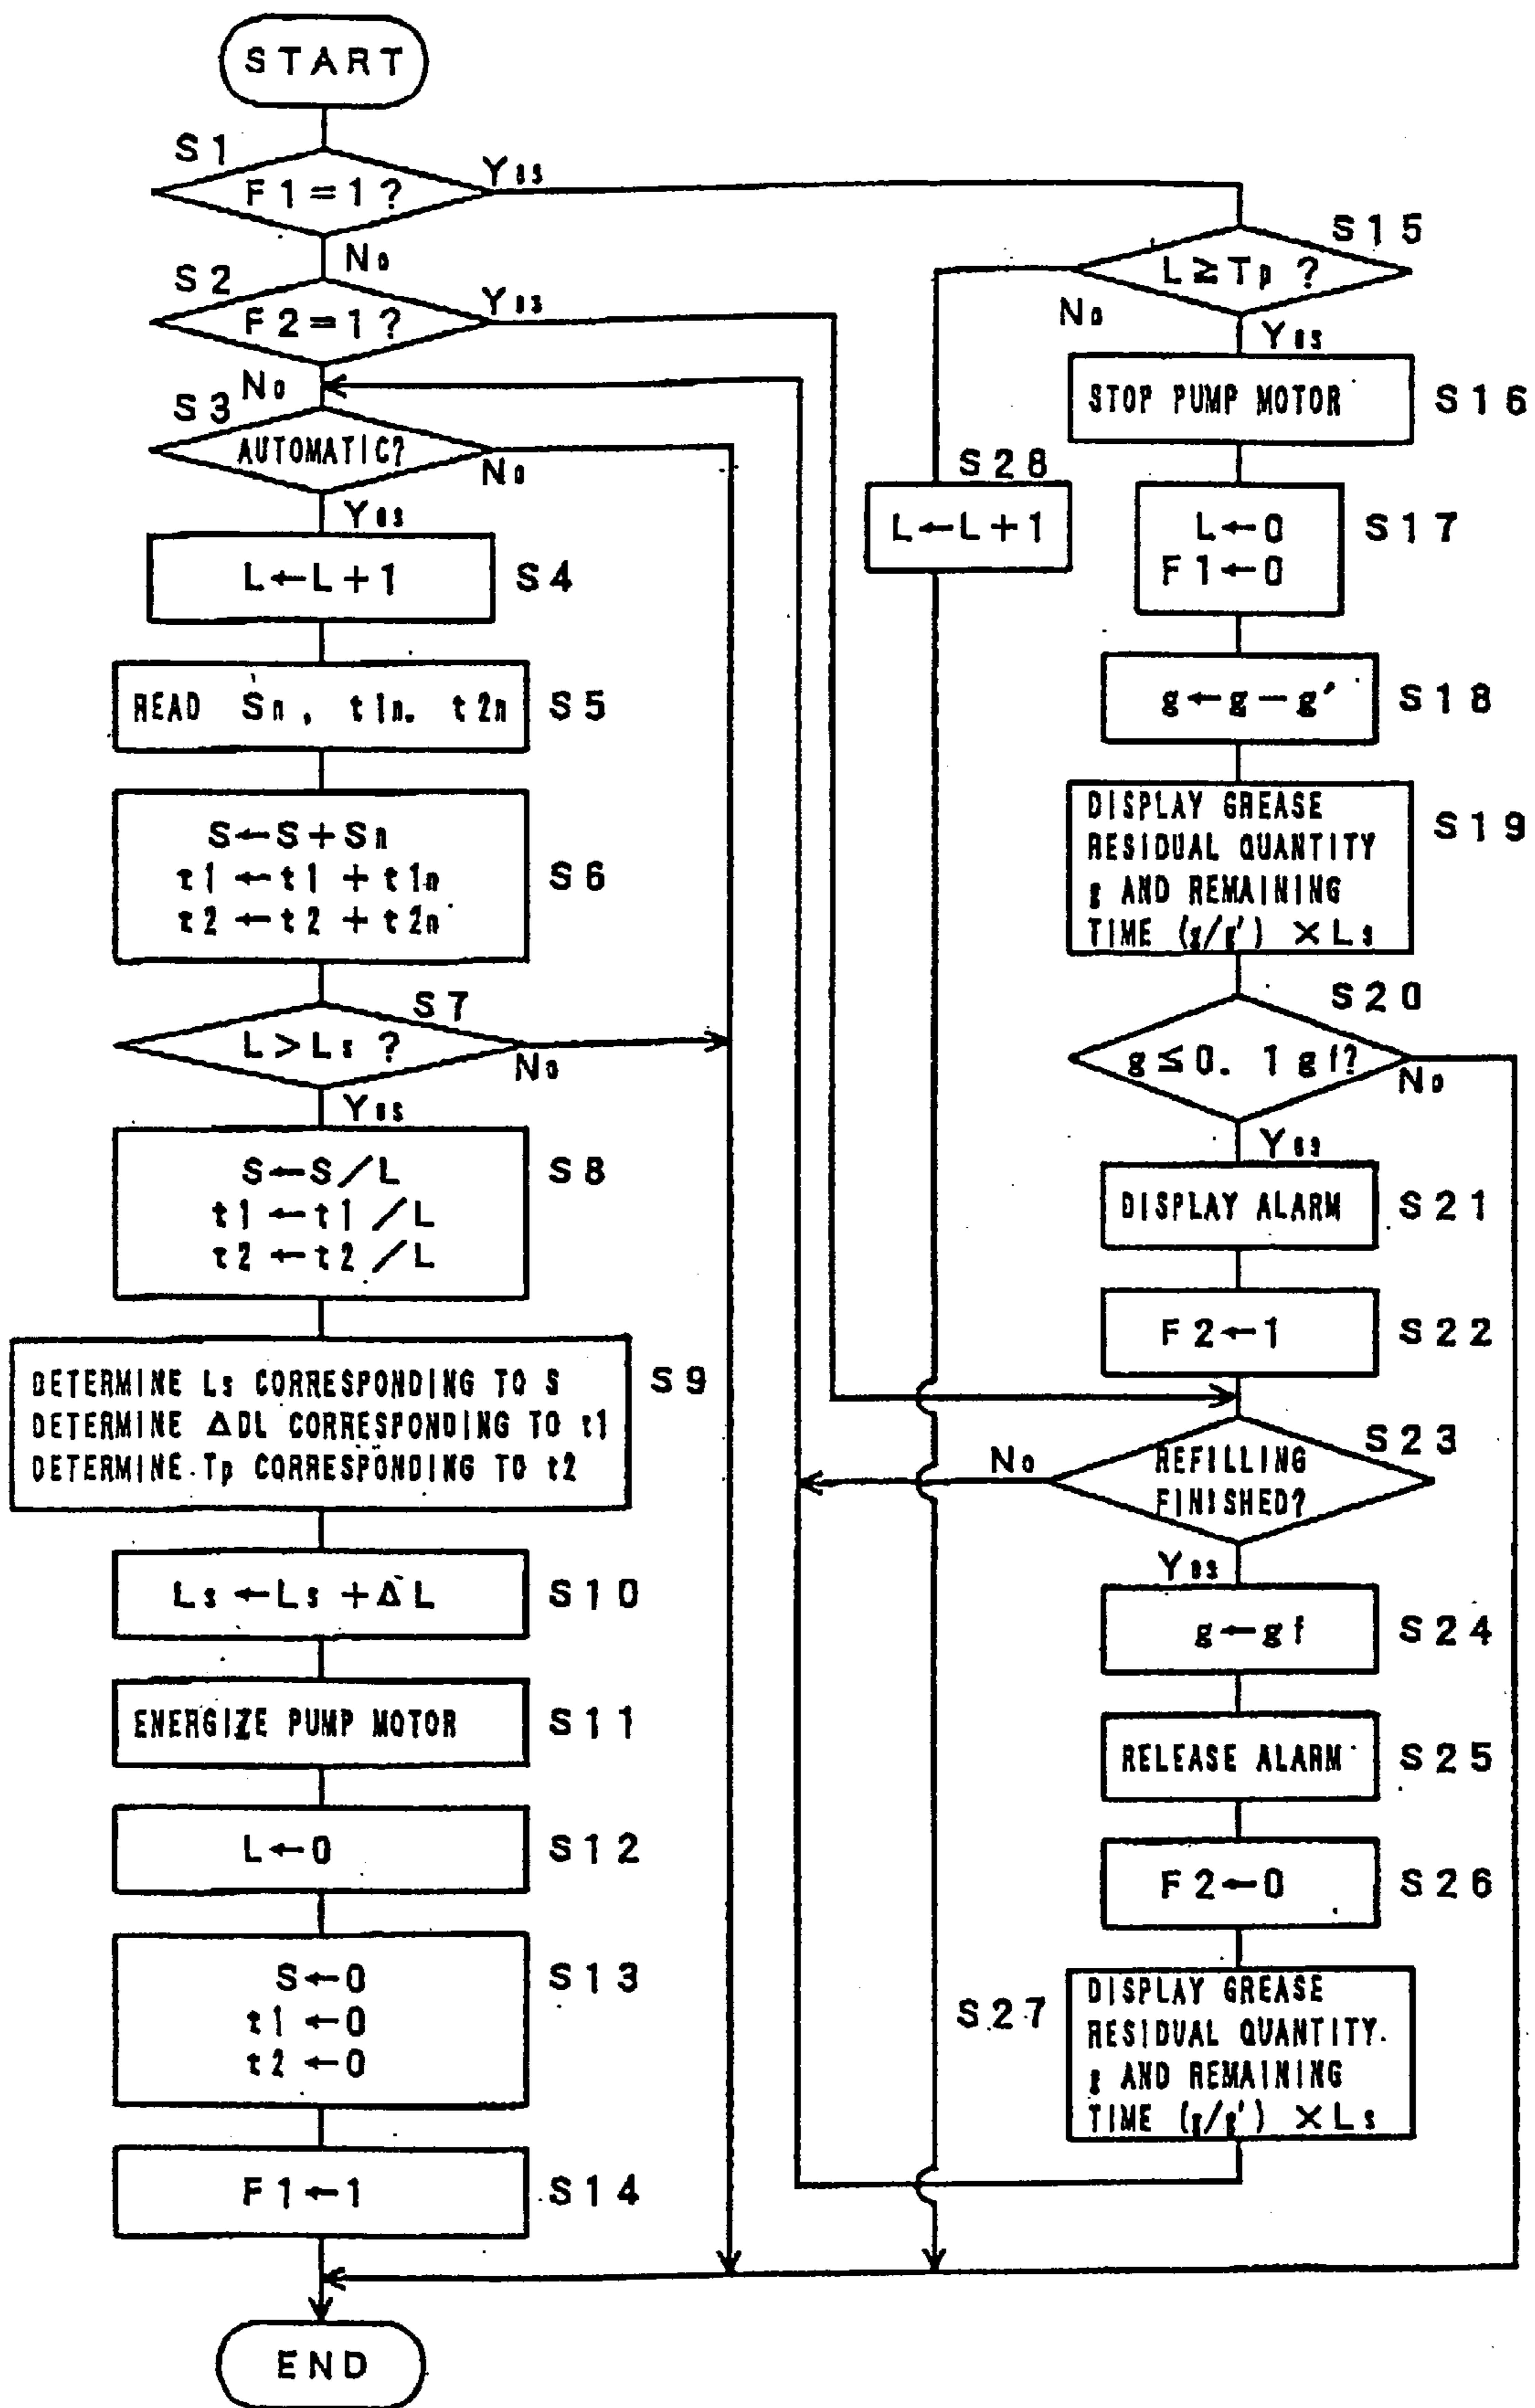 START
S1
F1=1?
Yes
No
S2
F2=1?
Yes
No
S3
AUTOMATIC?
No
Yes
L←L+1
S4
READ Sn, t1n. t2n
S5
S←S+Sn
t1←t1+t1n
t2←t2+t2n
S6
S7
L>Ls?
No
Yes
S←S/L
t1←t1/L
t2←t2/L
S8
DETERMINE Ls CORRESPONDING TO S
DETERMINE ΔDL CORRESPONDING TO t1
DETERMINE Tp CORRESPONDING TO t2
S9
Ls←Ls+ΔL
S10
ENERGIZE PUMP MOTOR
S11
L←0
S12
S←0
t1←0
t2←0
S13
F1←1
S14
END
S15
L≥Tp?
No
Yes
STOP PUMP MOTOR
S16
S28
L←L+1
L←0
F1←0
S17
g←g-g'
S18
DISPLAY GREASE
RESIDUAL QUANTITY
g AND REMAINING
TIME (g/g') ×Ls
S19
S20
g≤0. 1gf?
No
Yes
DISPLAY ALARM
S21
F2←1
S22
S23
REFILLING
FINISHED?
No
Yes
g←gf
S24
RELEASE ALARM
S25
F2←0
S26
S27
DISPLAY GREASE
RESIDUAL QUANTITY
g AND REMAINING
TIME (g/g') ×Ls